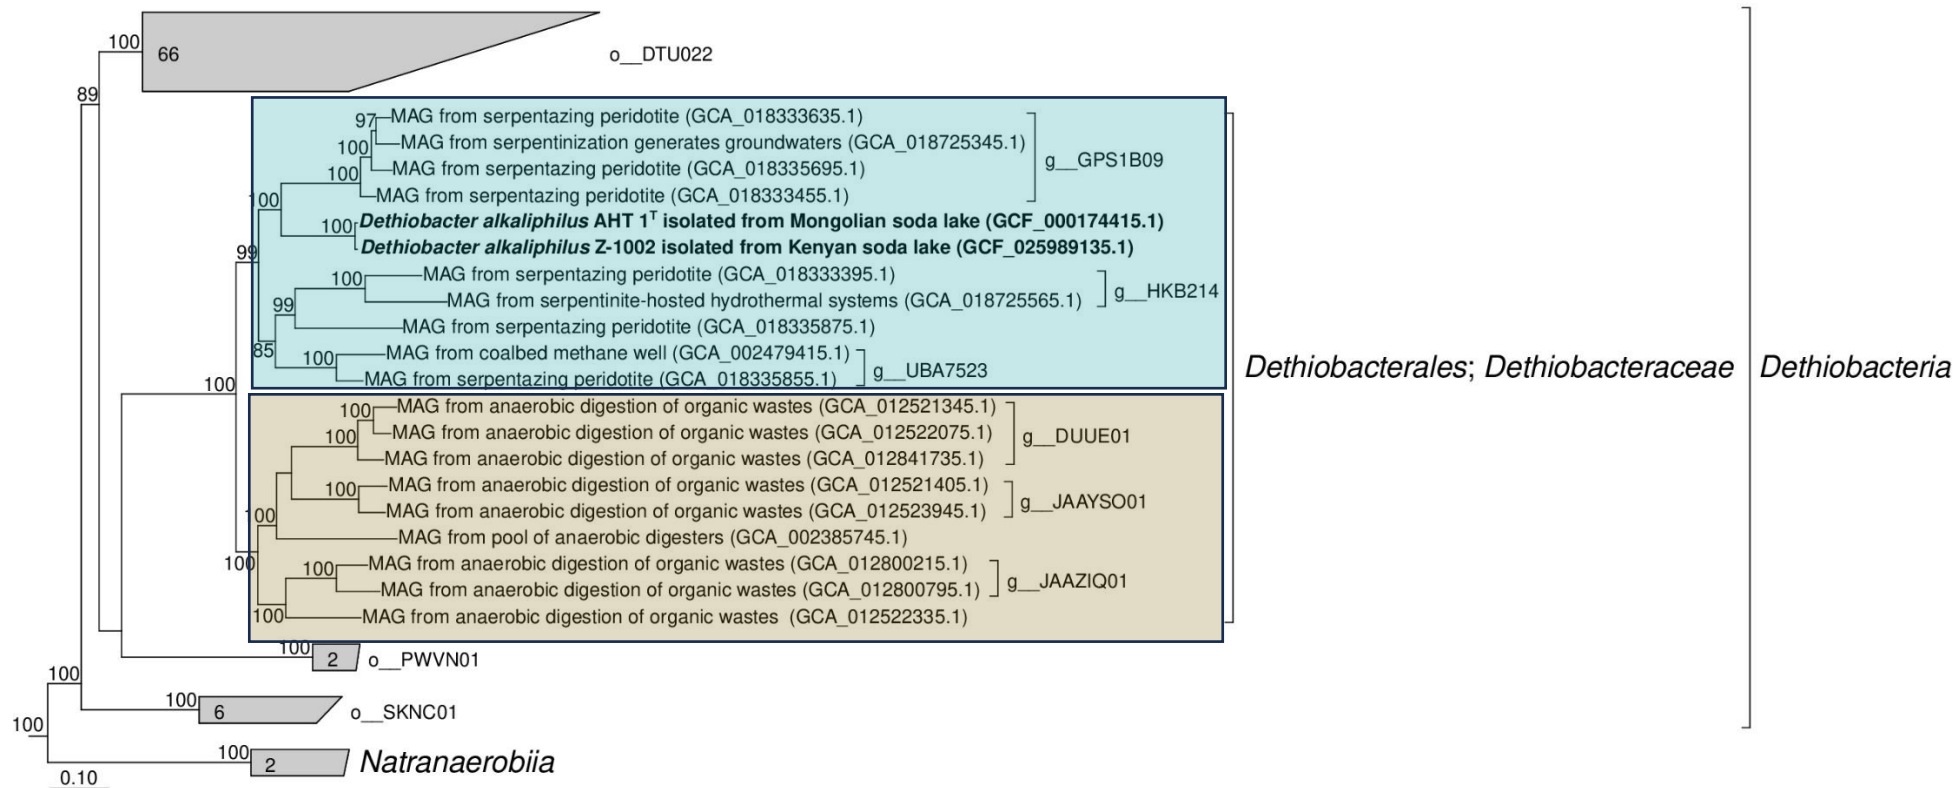 100
66
o__DTU022
89
97
MAG from serpentazing peridotite (GCA_018333635.1)
MAG from serpentinization generates groundwaters (GCA_018725345.1)
100
g__GPS1B09
100
MAG from serpentazing peridotite (GCA_018335695.1)
MAG from serpentazing peridotite (GCA_018333455.1)
100
Dethiobacter alkaliphilus AHT 1T isolated from Mongolian soda lake (GCF_000174415.1)
100
Dethiobacter alkaliphilus Z-1002 isolated from Kenyan soda lake (GCF_025989135.1)
99
100
MAG from serpentazing peridotite (GCA_018333395.1)
g__HKB214
99
MAG from serpentinite-hosted hydrothermal systems (GCA_018725565.1)
MAG from serpentazing peridotite (GCA_018335875.1)
85
100
MAG from coalbed methane well (GCA_002479415.1)
g__UBA7523
MAG from serpentazing peridotite (GCA_018335855.1)
Dethiobacterales; Dethiobacteraceae
Dethiobacteria
100
100
MAG from anaerobic digestion of organic wastes (GCA_012521345.1)
100
MAG from anaerobic digestion of organic wastes (GCA_012522075.1)
g__DUUE01
MAG from anaerobic digestion of organic wastes (GCA_012841735.1)
100
MAG from anaerobic digestion of organic wastes (GCA_012521405.1)
g__JAAYSO01
MAG from anaerobic digestion of organic wastes (GCA_012523945.1)
100
MAG from pool of anaerobic digesters (GCA_002385745.1)
100
100
MAG from anaerobic digestion of organic wastes (GCA_012800215.1)
g__JAAZIQ01
MAG from anaerobic digestion of organic wastes (GCA_012800795.1)
100
MAG from anaerobic digestion of organic wastes (GCA_012522335.1)
100
2
o__PWVN01
100
100
6
o__SKNC01
100
100
2
Natranaerobiia
0.10